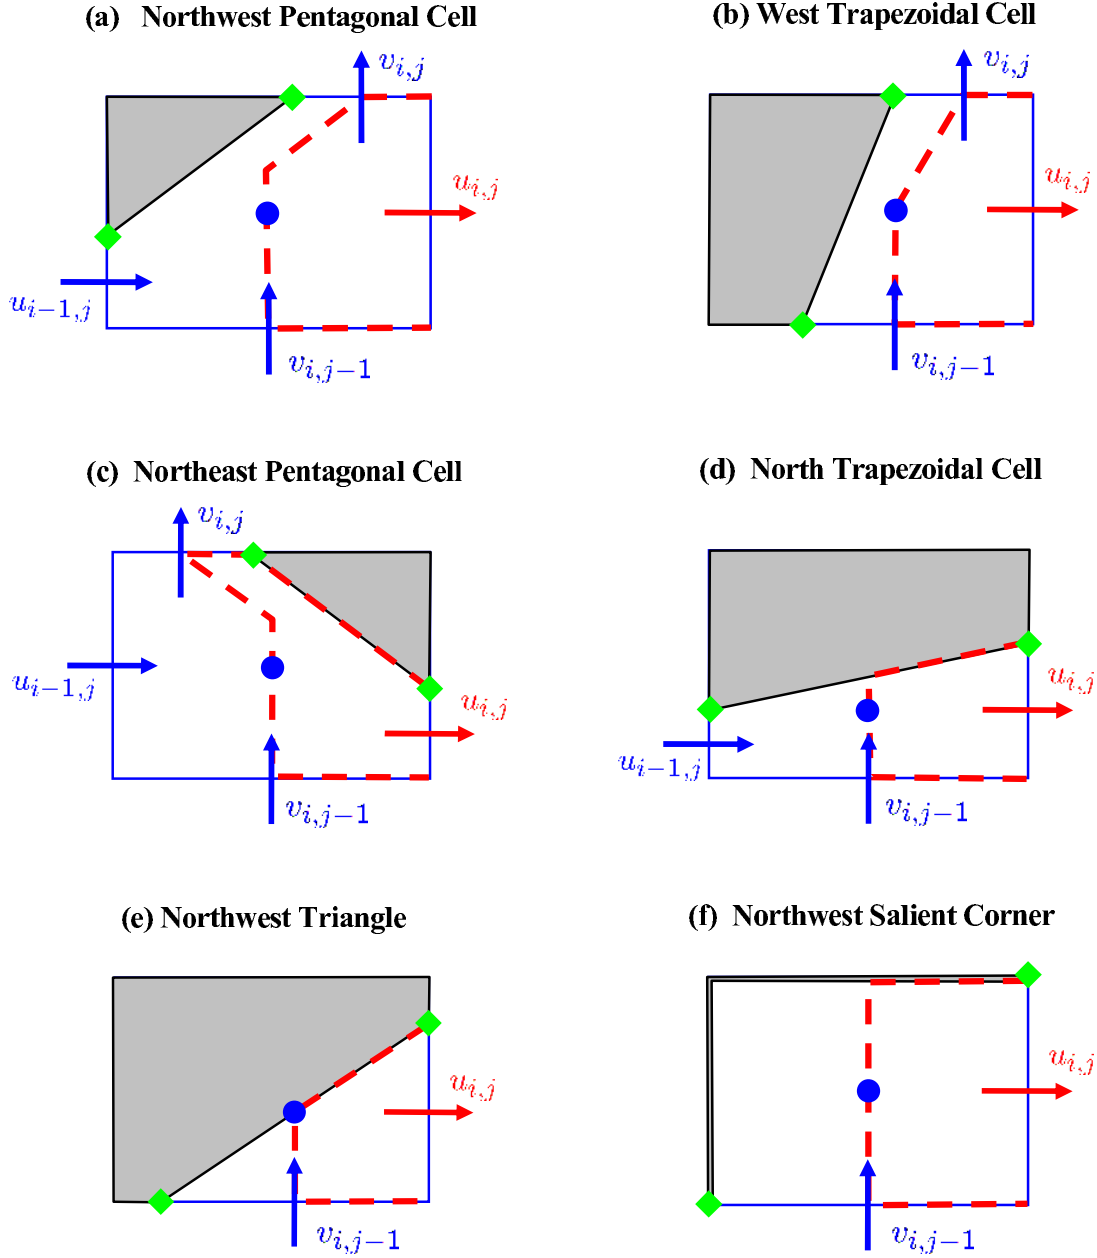 (a) Northwest Pentagonal Cell
(b) West Trapezoidal Cell
v_{i,j}
v_{i,j}
u_{i,j}
u_{i,j}
u_{i-1,j}
v_{i,j-1}
v_{i,j-1}
(c) Northeast Pentagonal Cell
(d) North Trapezoidal Cell
v_{i,j}
u_{i-1,j}
u_{i,j}
u_{i,j}
u_{i-1,j}
v_{i,j-1}
v_{i,j-1}
(e) Northwest Triangle
(f) Northwest Salient Corner
u_{i,j}
u_{i,j}
v_{i,j-1}
v_{i,j-1}